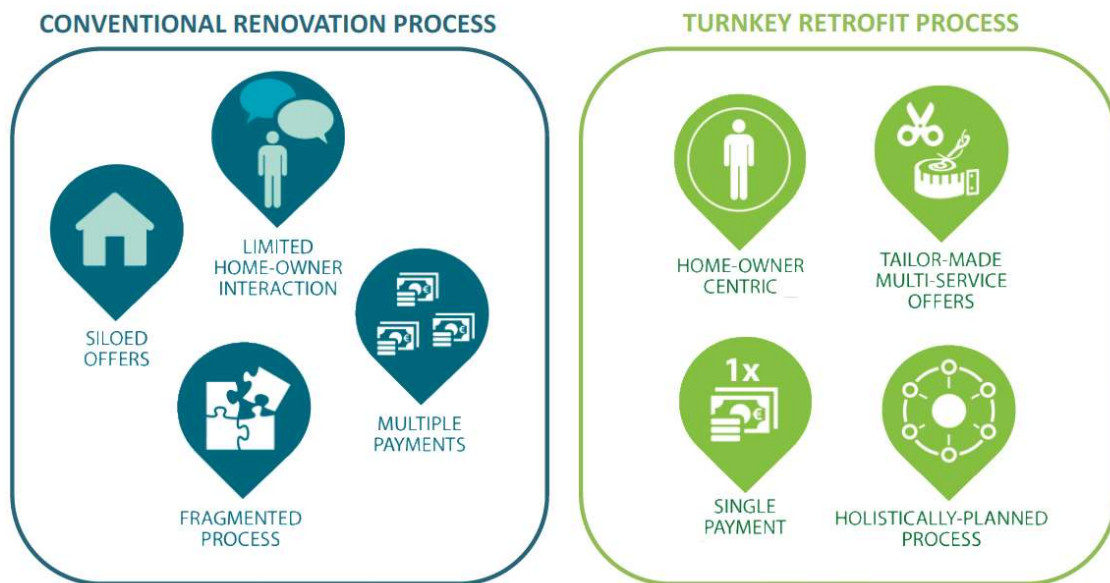 CONVENTIONAL RENOVATION PROCESS
LIMITED
HOME-OWNER
INTERACTION
SILOED
OFFERS
MULTIPLE
PAYMENTS
FRAGMENTED
PROCESS
TURNKEY RETROFIT PROCESS
HOME-OWNER
CENTRIC
TAILOR-MADE
MULTI-SERVICE
OFFERS
1x
SINGLE
PAYMENT
HOLISTICALLY-PLANNED
PROCESS